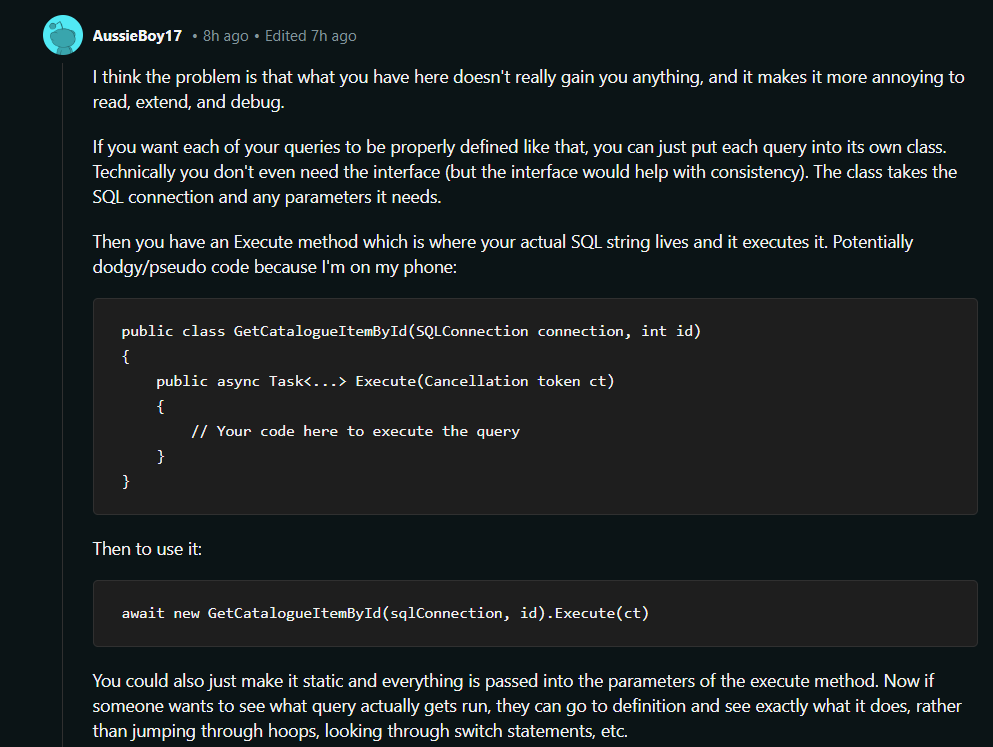 AussieBoy17 • 8h ago • Edited 7h ago
I think the problem is that what you have here doesn't really gain you anything, and it makes it more annoying to
read, extend, and debug.
If you want each of your queries to be properly defined like that, you can just put each query into its own class.
Technically you don't even need the interface (but the interface would help with consistency). The class takes the
SQL connection and any parameters it needs.
Then you have an Execute method which is where your actual SQL string lives and it executes it. Potentially
dodgy/pseudo code because I'm on my phone:
public class GetCatalogueItemById(SQLConnection connection, int id)
{
    public async Task<...> Execute(Cancellation token ct)
    {
        // Your code here to execute the query
    }
}
Then to use it:
await new GetCatalogueItemById(sqlConnection, id).Execute(ct)
You could also just make it static and everything is passed into the parameters of the execute method. Now if
someone wants to see what query actually gets run, they can go to definition and see exactly what it does, rather
than jumping through hoops, looking through switch statements, etc.